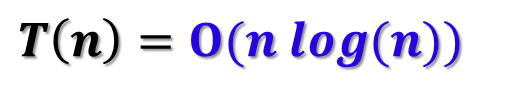 T(n) = O(n log(n))